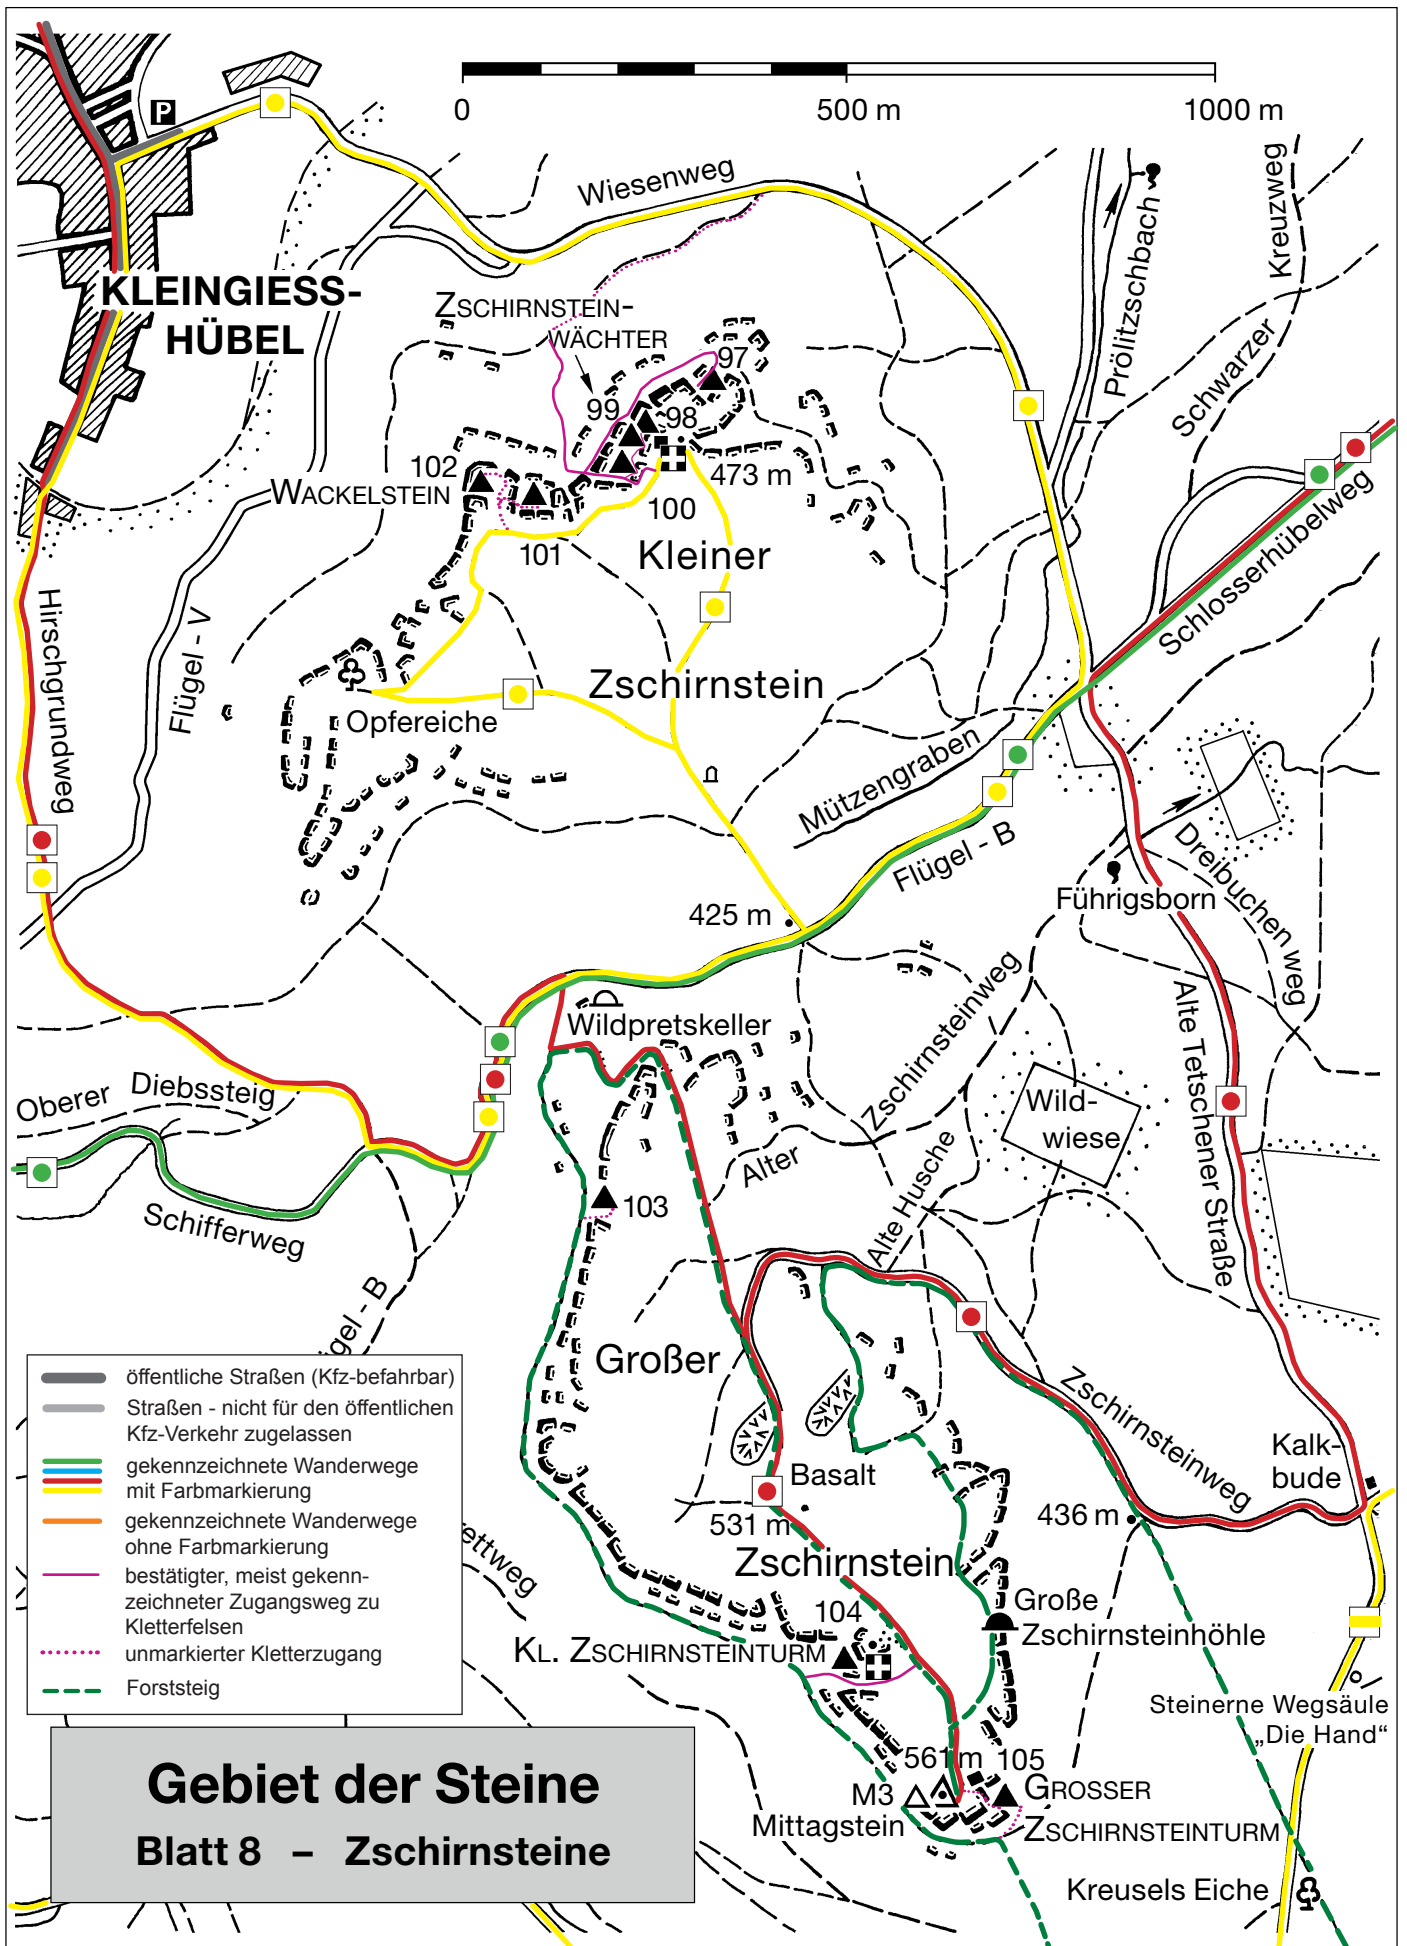 P
0
500 m
1000 m
Wiesenweg
Prölitzschbach
Kreuzweg
Schwarzer
KLEINGIESS-
HÜBEL
ZSCHIRNSTEIN-
WÄCHTER
97
99
98
102
WACKELSTEIN
473 m
100
101
Kleiner
Zschirnstein
Schlosserhübelweg
Hirschgrundweg
Flügel - V
Opfereiche
Mützengraben
Flügel - B
Dreibuchen weg
Führigsborn
425 m
Zschirnsteinweg
Alte Tetschener Straße
Wildpretskeller
Oberer Diebssteig
Wild-
wiese
Alter
Alte Husche
103
Schifferweg
gel - B
Großer
Zschirnsteinweg
Kalk-
bude
Basalt
531 m
436 m
Zschirnstein
ettweg
104
Große
Zschirnsteinhöhle
KL. ZSCHIRNSTEINTURM
Steinerne Wegsäule
„Die Hand“
561 m
105
M3
Mittagstein
GROSSER
ZSCHIRNSTEINTURM
Kreusels Eiche
öffentliche Straßen (Kfz-befahrbar)
Straßen - nicht für den öffentlichen
Kfz-Verkehr zugelassen
gekennzeichnete Wanderwege
mit Farbmarkierung
gekennzeichnete Wanderwege
ohne Farbmarkierung
bestätigter, meist gekenn-
zeichneter Zugangsweg zu
Kletterfelsen
unmarkierter Kletterzugang
Forststeig
Gebiet der Steine
Blatt 8 – Zschirnsteine